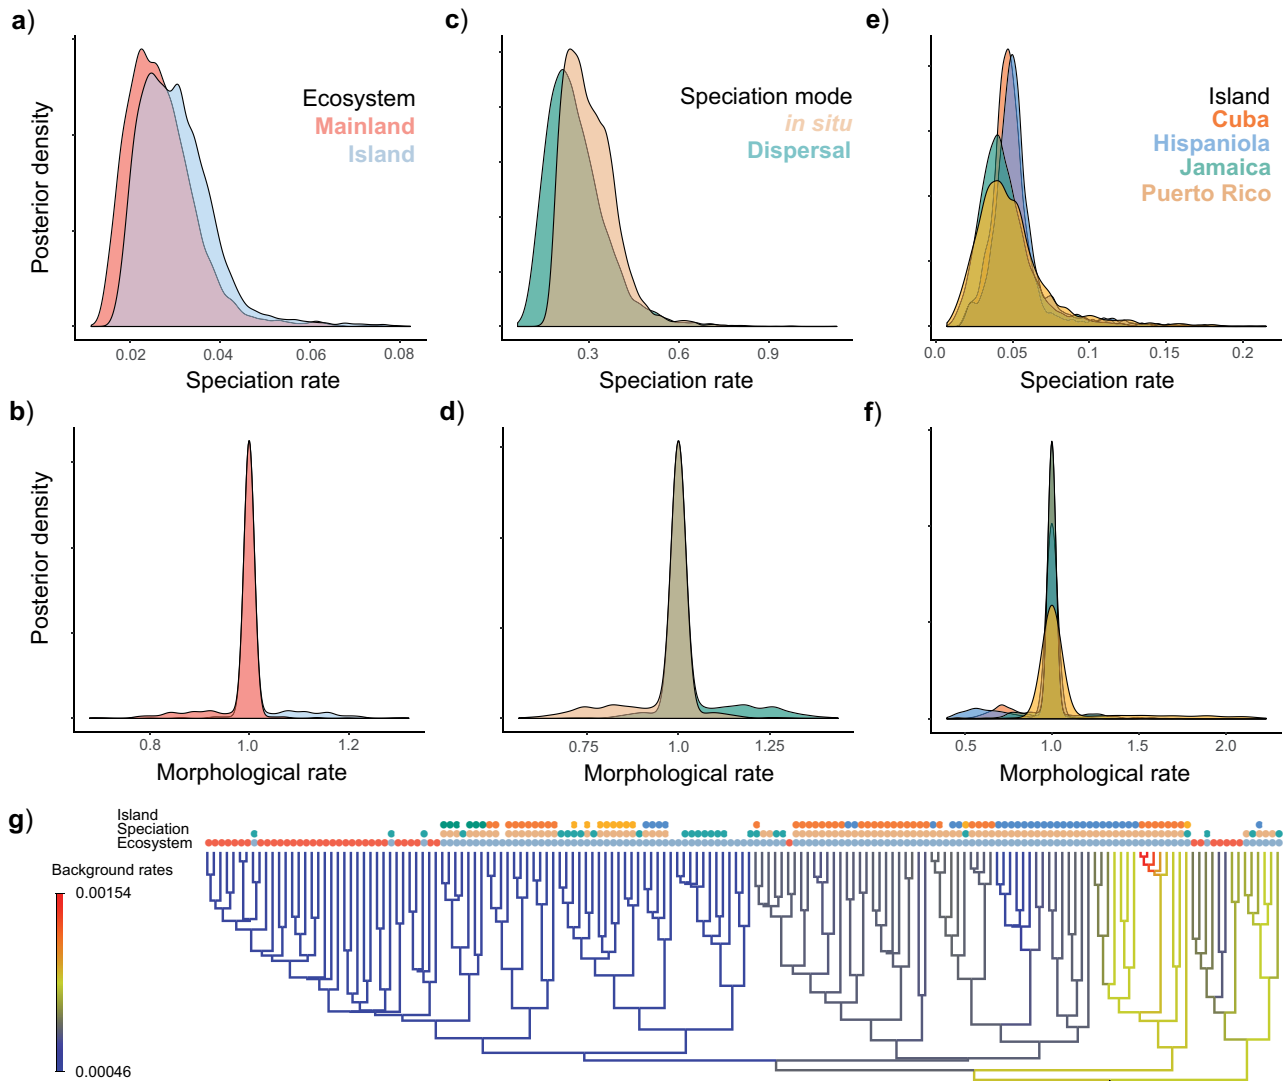 a)
Posterior density
Ecosystem
Mainland
Island
0.02
0.04
0.06
0.08
Speciation rate
c)
Speciation mode
in situ
Dispersal
0.3
0.6
0.9
Speciation rate
e)
Island
Cuba
Hispaniola
Jamaica
Puerto Rico
0.0
0.05
0.1
0.15
0.2
Speciation rate
b)
Posterior density
0.8
1.0
1.2
Morphological rate
d)
0.75
1.0
1.25
Morphological rate
f)
0.5
1.0
1.5
2.0
Morphological rate
g)
Island
Speciation
Ecosystem
Background rates
0.00154
0.00046